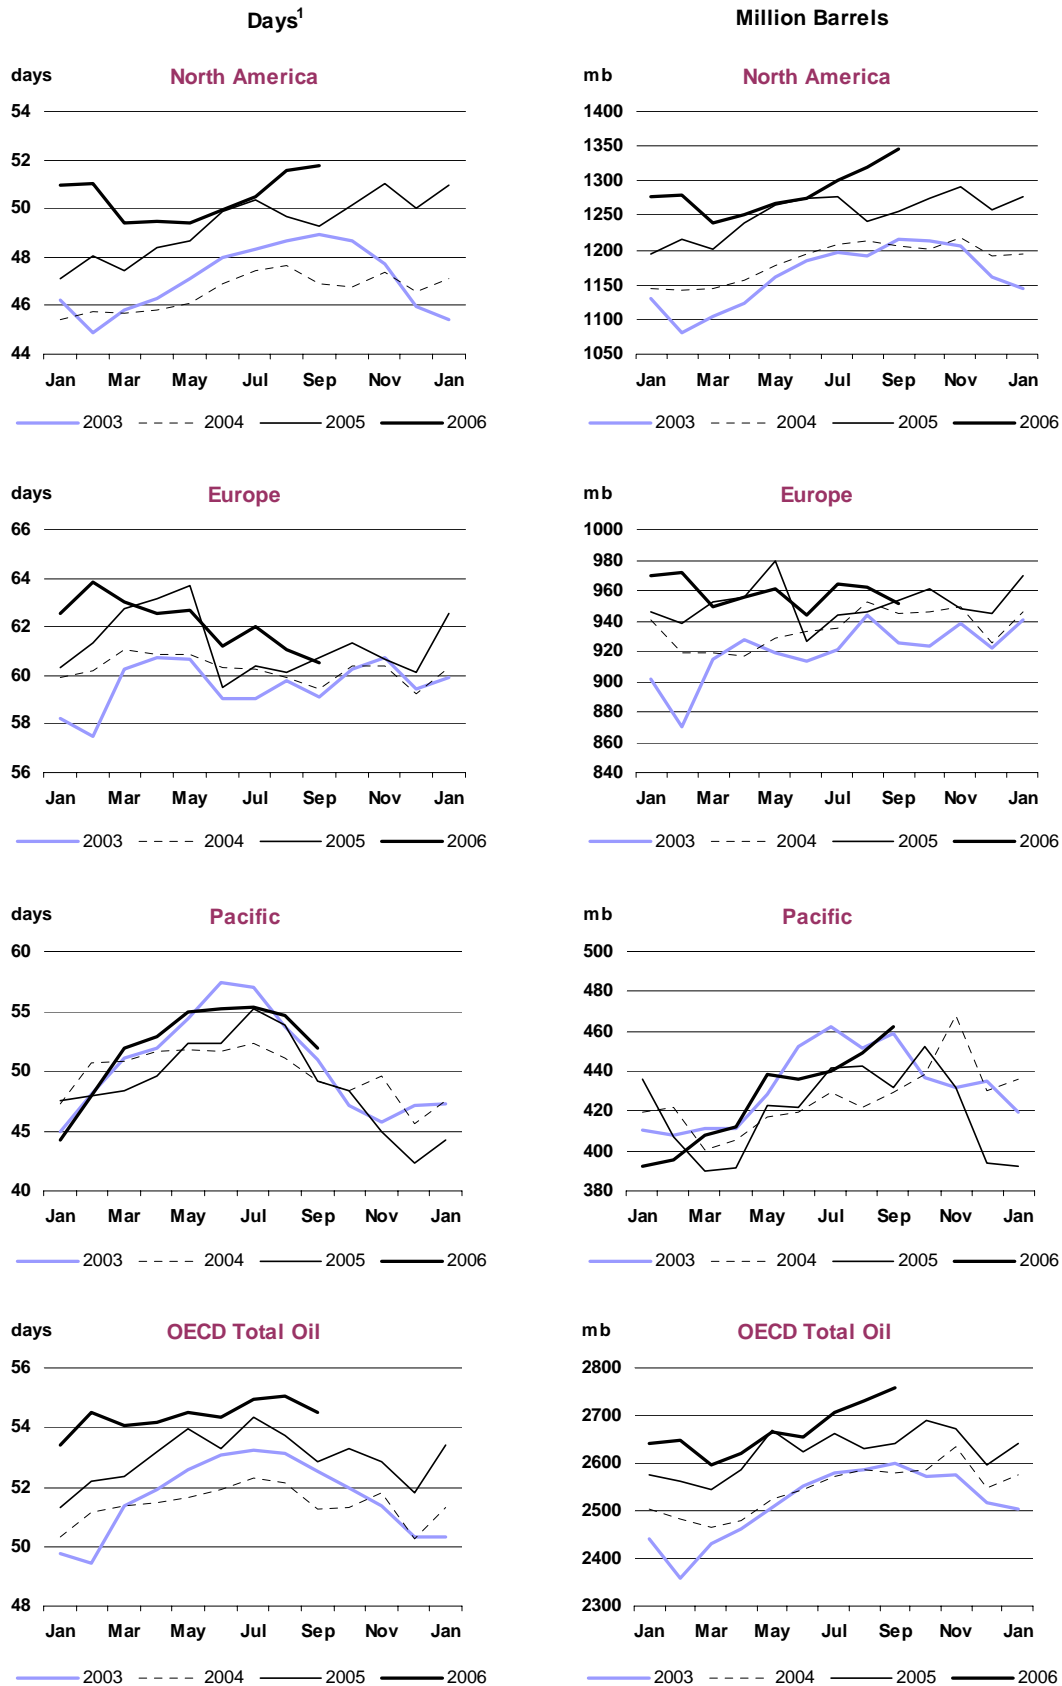 Days1
Million Barrels
days
North America
54
52
50
48
46
44
Jan Mar May Jul Sep Nov Jan
2003 2004 2005 2006
mb
North America
1400
1350
1300
1250
1200
1150
1100
1050
Jan Mar May Jul Sep Nov Jan
2003 2004 2005 2006
days
Europe
66
64
62
60
58
56
Jan Mar May Jul Sep Nov Jan
2003 2004 2005 2006
mb
Europe
1000
980
960
940
920
900
880
860
840
Jan Mar May Jul Sep Nov Jan
2003 2004 2005 2006
days
Pacific
60
55
50
45
40
Jan Mar May Jul Sep Nov Jan
2003 2004 2005 2006
mb
Pacific
500
480
460
440
420
400
380
Jan Mar May Jul Sep Nov Jan
2003 2004 2005 2006
days
OECD Total Oil
56
54
52
50
48
Jan Mar May Jul Sep Nov Jan
2003 2004 2005 2006
mb
OECD Total Oil
2800
2700
2600
2500
2400
2300
Jan Mar May Jul Sep Nov Jan
2003 2004 2005 2006